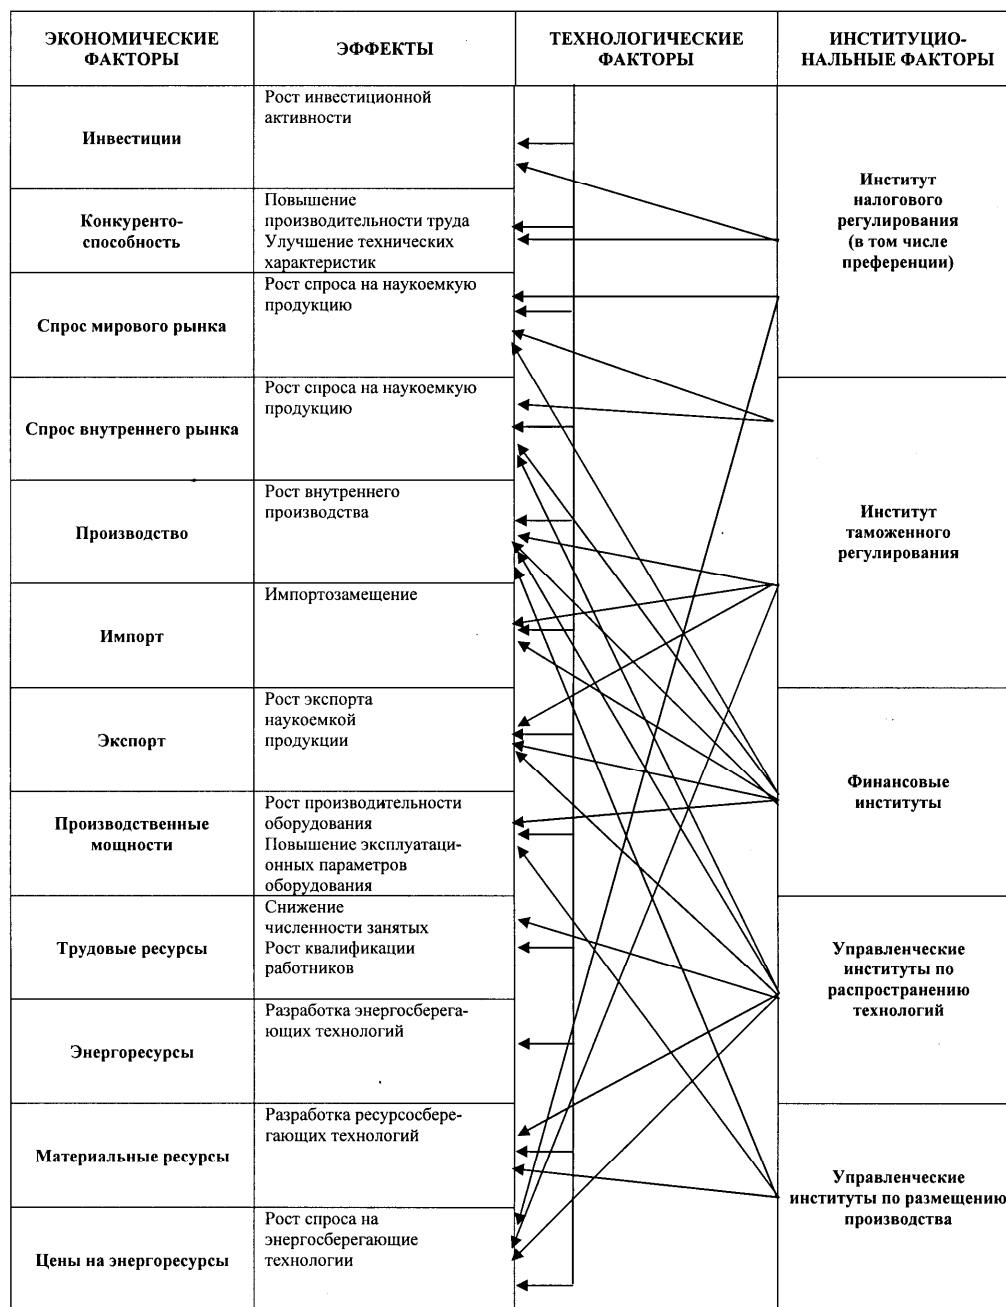 ЭКОНОМИЧЕСКИЕ
ФАКТОРЫ
ЭФФЕКТЫ
ТЕХНОЛОГИЧЕСКИЕ
ФАКТОРЫ
ИНСТИТУЦИО-
НАЛЬНЫЕ ФАКТОРЫ
Инвестиции
Рост инвестиционной
активности
Конкуренто-
способность
Повышение
производительности труда
Улучшение технических
характеристик
Спрос мирового рынка
Рост спроса на наукоемкую
продукцию
Спрос внутреннего рынка
Рост спроса на наукоемкую
продукцию
Производство
Рост внутреннего
производства
Импорт
Импортозамещение
Экспорт
Рост экспорта
наукоемкой
продукции
Производственные
мощности
Рост производительности
оборудования
Повышение эксплуатаци-
онных параметров
оборудования
Трудовые ресурсы
Снижение
численности занятых
Рост квалификации
работников
Энергоресурсы
Разработка энергосберега-
ющих технологий
Материальные ресурсы
Разработка ресурсосбере-
гающих технологий
Цены на энергоресурсы
Рост спроса на
энергосберегающие
технологии
Институт
налогового
регулирования
(в том числе
преференции)
Институт
таможенного
регулирования
Финансовые
институты
Управленческие
институты по
распространению
технологий
Управленческие
институты по размещению
производства